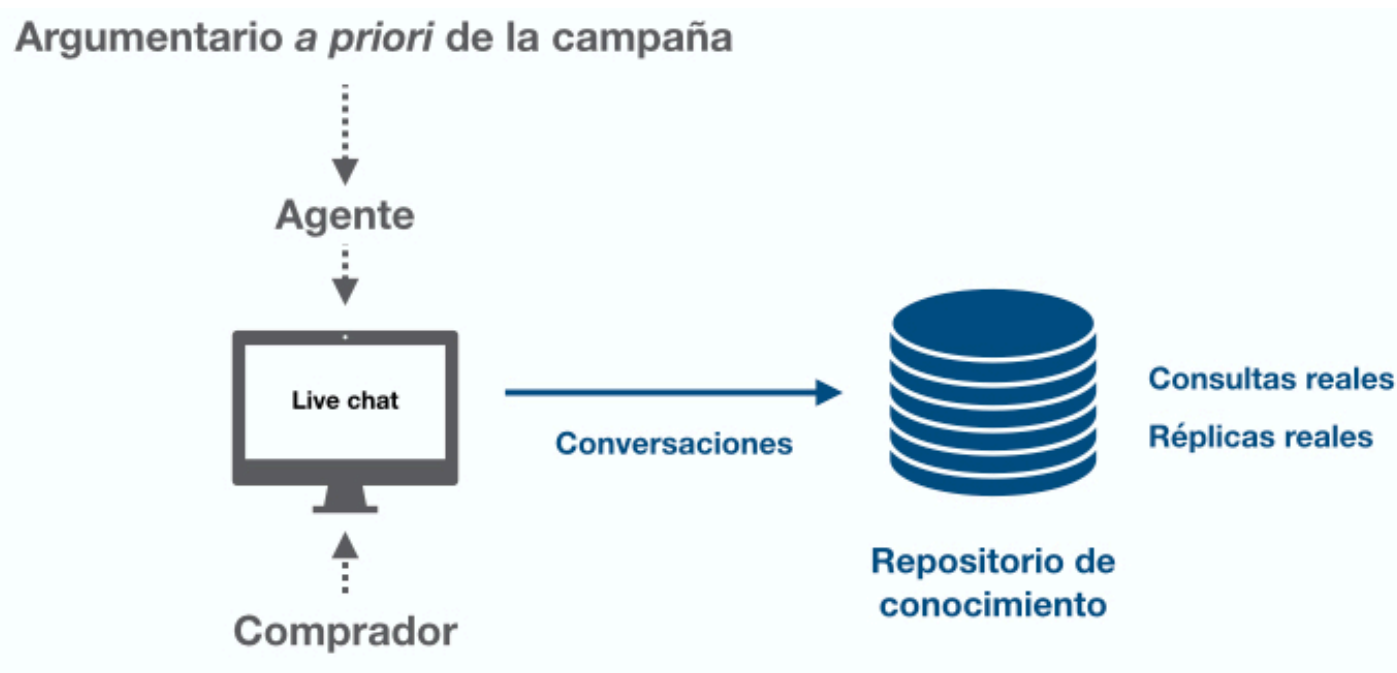 Argumentario a priori de la campaña
Agente
Live chat
Conversaciones
Consultas reales
Réplicas reales
Repositorio de
conocimiento
Comprador